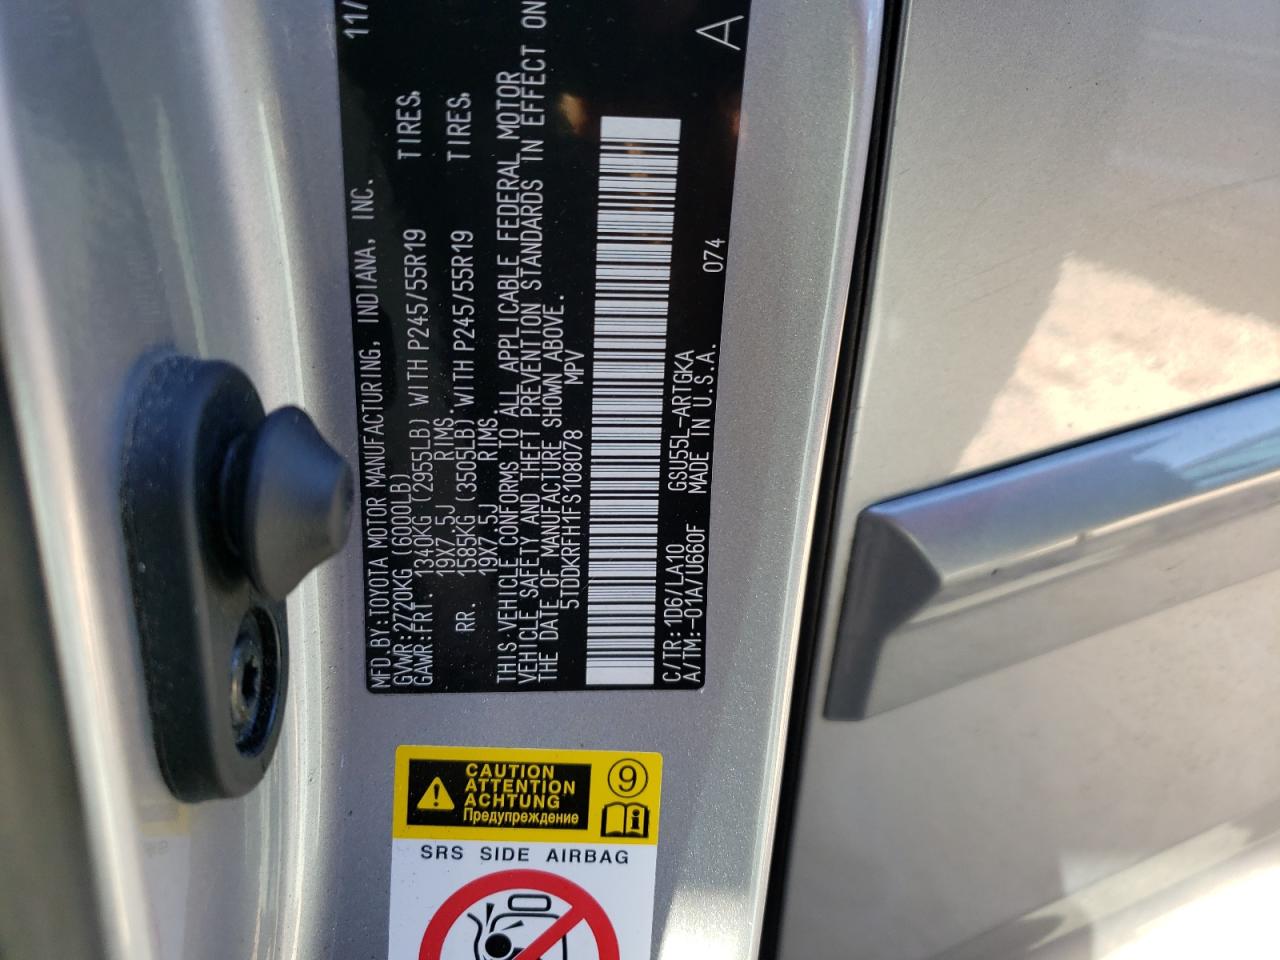 11/
MFD.BY:TOYOTA MOTOR MANUFACTURING, INDIANA, INC.
GVWR:2720KG (6000LB)
GAWR:FRT. 1340KG (2955LB) WITH P245/55R19 TIRES,
19X7.5J RIMS.
RR. 1585KG (3505LB) WITH P245/55R19 TIRES,
19X7.5J RIMS.
THIS VEHICLE CONFORMS TO ALL APPLICABLE FEDERAL MOTOR
VEHICLE SAFETY AND THEFT PREVENTION STANDARDS IN EFFECT ON
THE DATE OF MANUFACTURE SHOWN ABOVE.
5TDDKRFH1FS108078 MPV
C/TR:1D6/LA10 GSU55L-ARTGKA 074
A/TM:-01A/U660F MADE IN U.S.A.
A
CAUTION
ATTENTION
ACHTUNG
Предупреждение
9
SRS SIDE AIRBAG